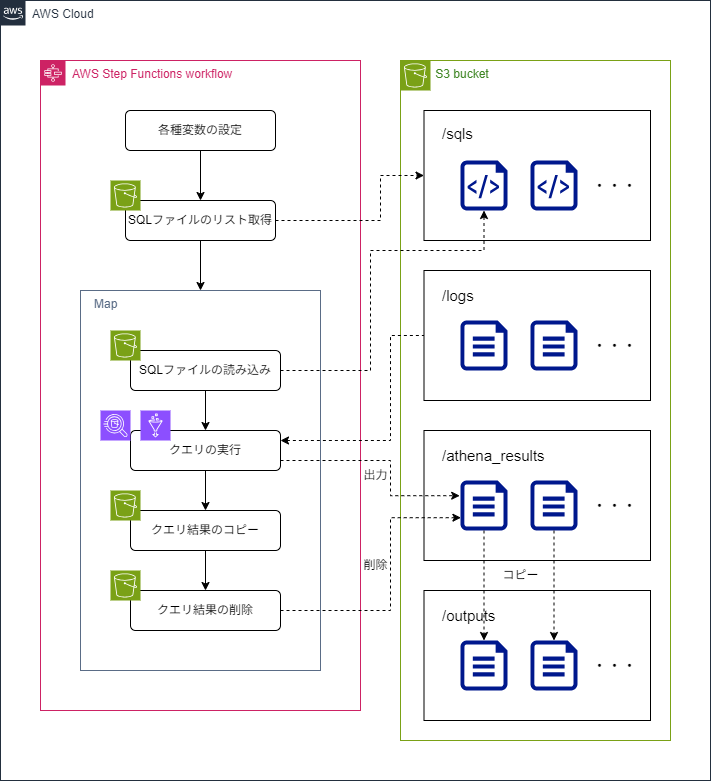 aws
AWS Cloud
AWS Step Functions workflow
各種変数の設定
SQLファイルのリスト取得
Map
SQLファイルの読み込み
クエリの実行
クエリ結果のコピー
クエリ結果の削除
S3 bucket
/sqls
</>
</>
・・・
/logs
・・・
出力
/athena_results
・・・
削除
コピー
/outputs
・・・